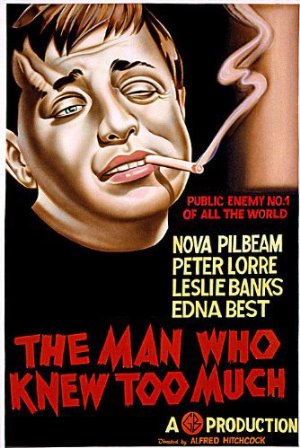 PUBLIC ENEMY NO.1
OF ALL THE WORLD
NOVA PILBEAM
PETER LORRE
LESLIE BANKS
EDNA BEST
THE MAN WHO
KNEW TOO MUCH
A GB PRODUCTION
Directed by ALFRED HITCHCOCK